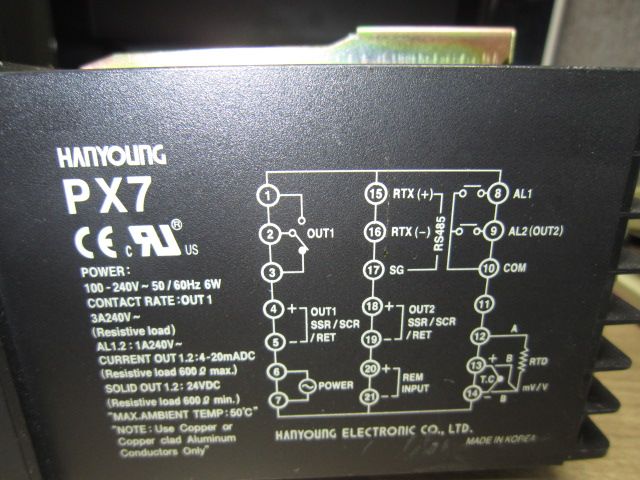 HANYOUNG
PX7
CE c RU® US
POWER:
100-240V~ 50/60Hz 6W
CONTACT RATE:OUT 1
3A240V~
(Resistive load)
AL1.2: 1A240V~
CURRENT OUT 1.2:4-20mADC
(Resistive load 600Ω max.)
SOLID OUT 1.2: 24VDC
(Resistive load 600Ω min.)
"MAX.AMBIENT TEMP:50°C"
"NOTE: Use Copper or
Copper clad Aluminum
Conductors Only"
1
2 OUT1
3
4 + OUT1
SSR/SCR
5 - /RET
6
POWER
7
15 RTX (+)
16 RTX (-)
RS485
17 SG
18 + OUT2
SSR/SCR
19 - /RET
20 + REM
21 - INPUT
8 AL1
9 AL2(OUT2)
10 COM
11
12 A
13 + B RTD
T.C
14 - B mV/V
HANYOUNG ELECTRONIC CO., LTD.
MADE IN KOREA